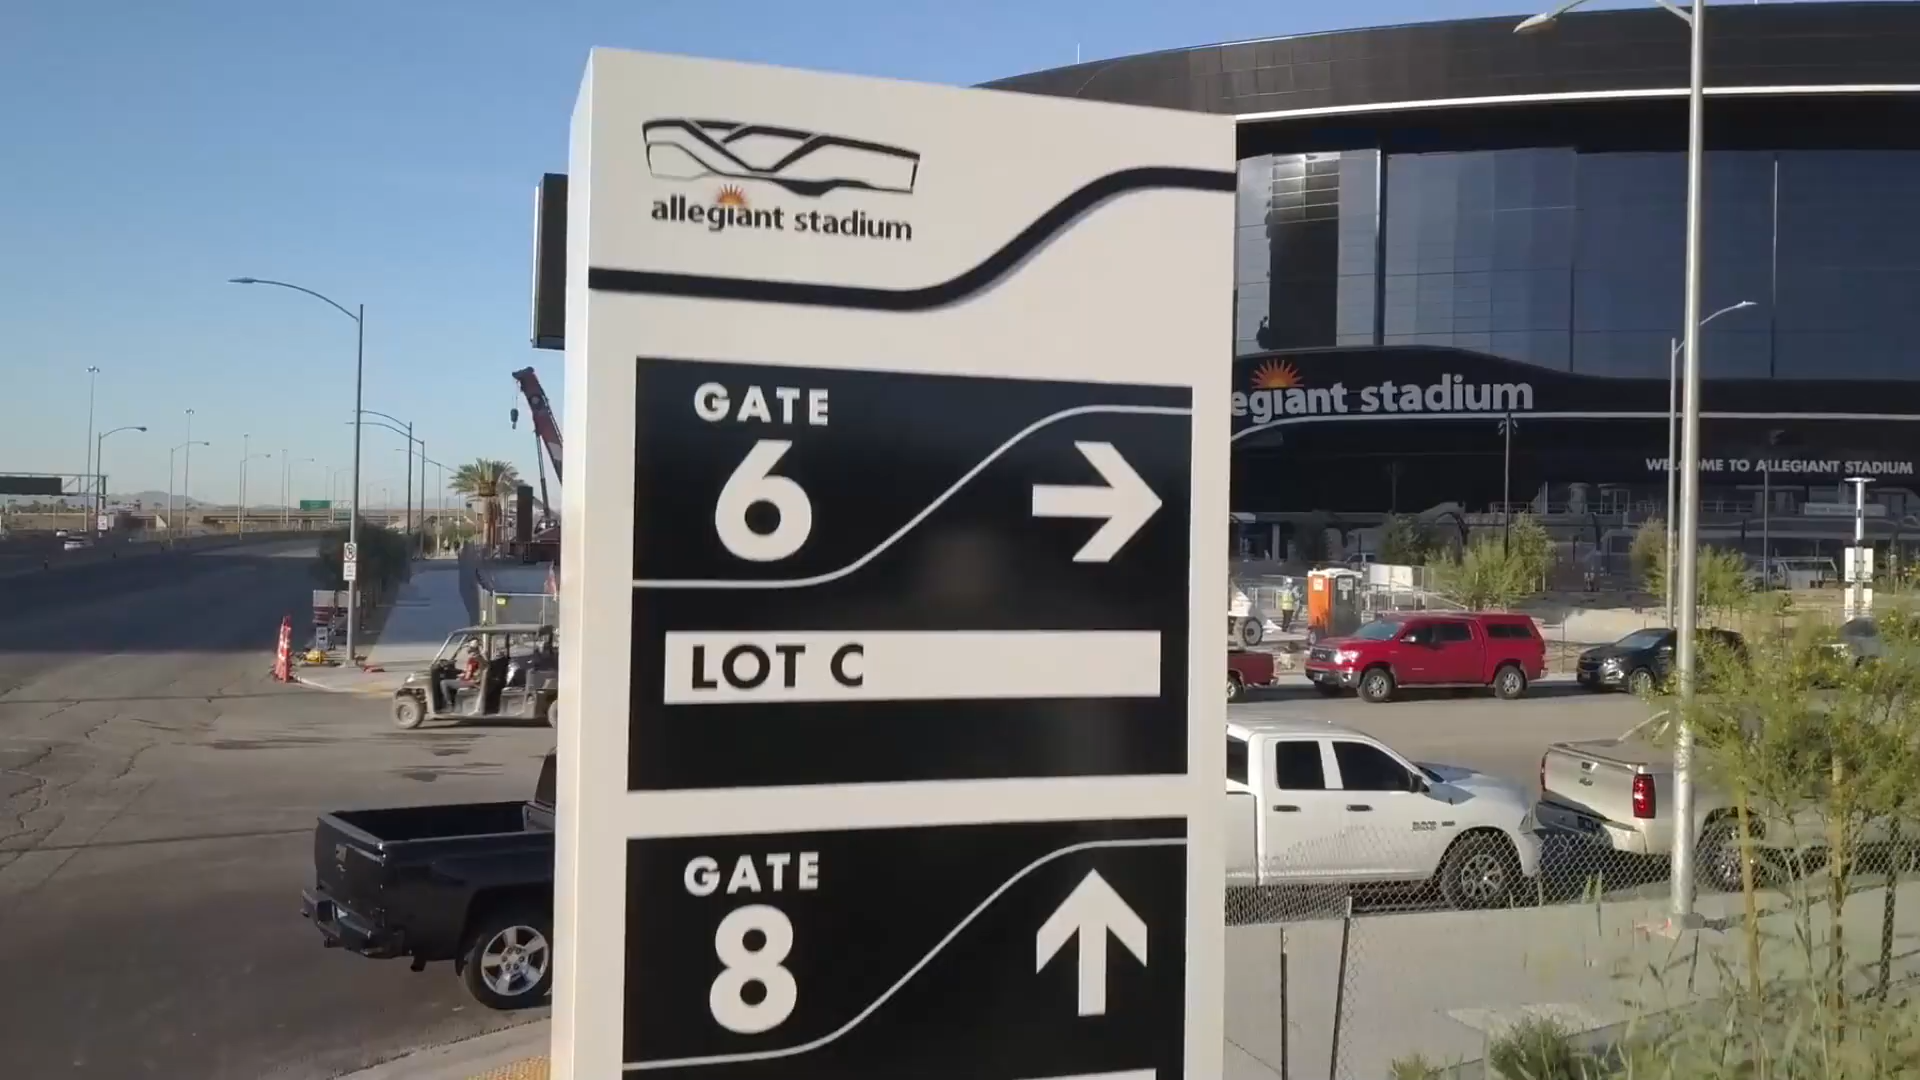 allegiant stadium
GATE
6
LOT C
GATE
8
egiant stadium
WELCOME TO ALLEGIANT STADIUM